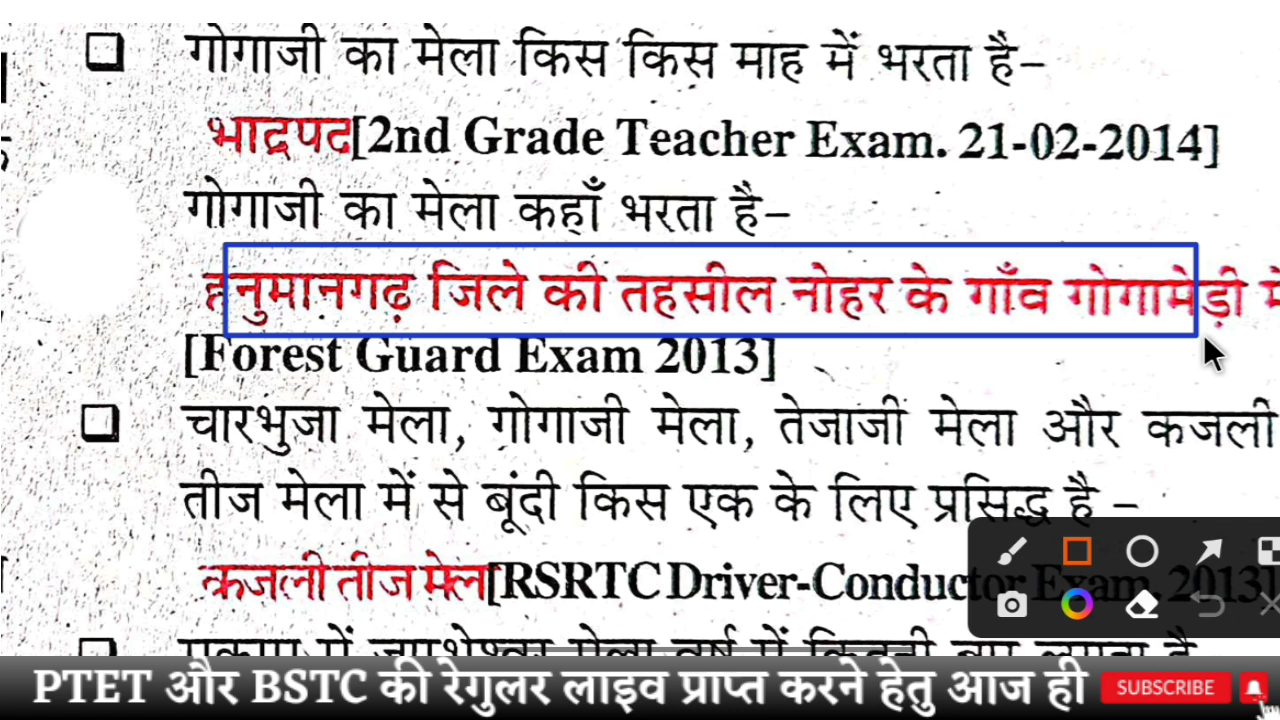 गोगाजी का मेला किस किस माह में भरता है–
भाद्रपद[2nd Grade Teacher Exam. 21-02-2014]
गोगाजी का मेला कहाँ भरता है–
हनुमानगढ़ जिले की तहसील नोहर के गाँव गोगामेड़ी
[Forest Guard Exam 2013]
चारभुजा मेला, गोगाजी मेला, तेजाजी मेला और कजली
तीज मेला में से बूंदी किस एक के लिए प्रसिद्ध है –
कजली तीज मेल[RSRTC Driver-Conductor Exam. 2013]
PTET और BSTC की रेगुलर लाइव प्राप्त करने हेतु आज ही SUBSCRIBE